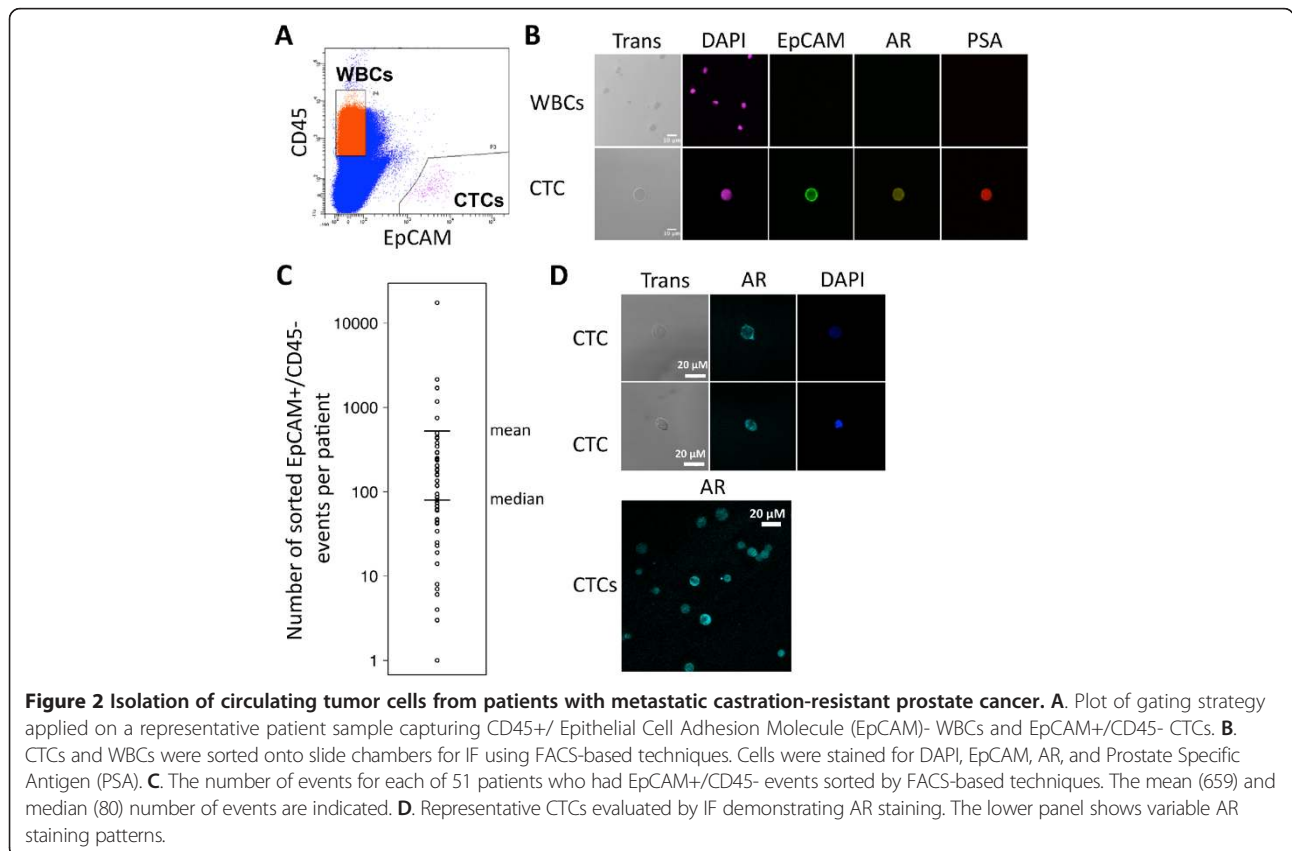 A
WBCs
P4
CD45
P3
CTCs
EpCAM
B
Trans DAPI EpCAM AR PSA
WBCs
CTC
C
Number of sorted EpCAM+/CD45-
events per patient
10000
1000
100
10
1
mean
median
D
Trans AR DAPI
CTC
20 µM
CTC
20 µM
AR
20 µM
CTCs
Figure 2 Isolation of circulating tumor cells from patients with metastatic castration-resistant prostate cancer. A. Plot of gating strategy
applied on a representative patient sample capturing CD45+/ Epithelial Cell Adhesion Molecule (EpCAM)- WBCs and EpCAM+/CD45- CTCs. B.
CTCs and WBCs were sorted onto slide chambers for IF using FACS-based techniques. Cells were stained for DAPI, EpCAM, AR, and Prostate Specific
Antigen (PSA). C. The number of events for each of 51 patients who had EpCAM+/CD45- events sorted by FACS-based techniques. The mean (659) and
median (80) number of events are indicated. D. Representative CTCs evaluated by IF demonstrating AR staining. The lower panel shows variable AR
staining patterns.